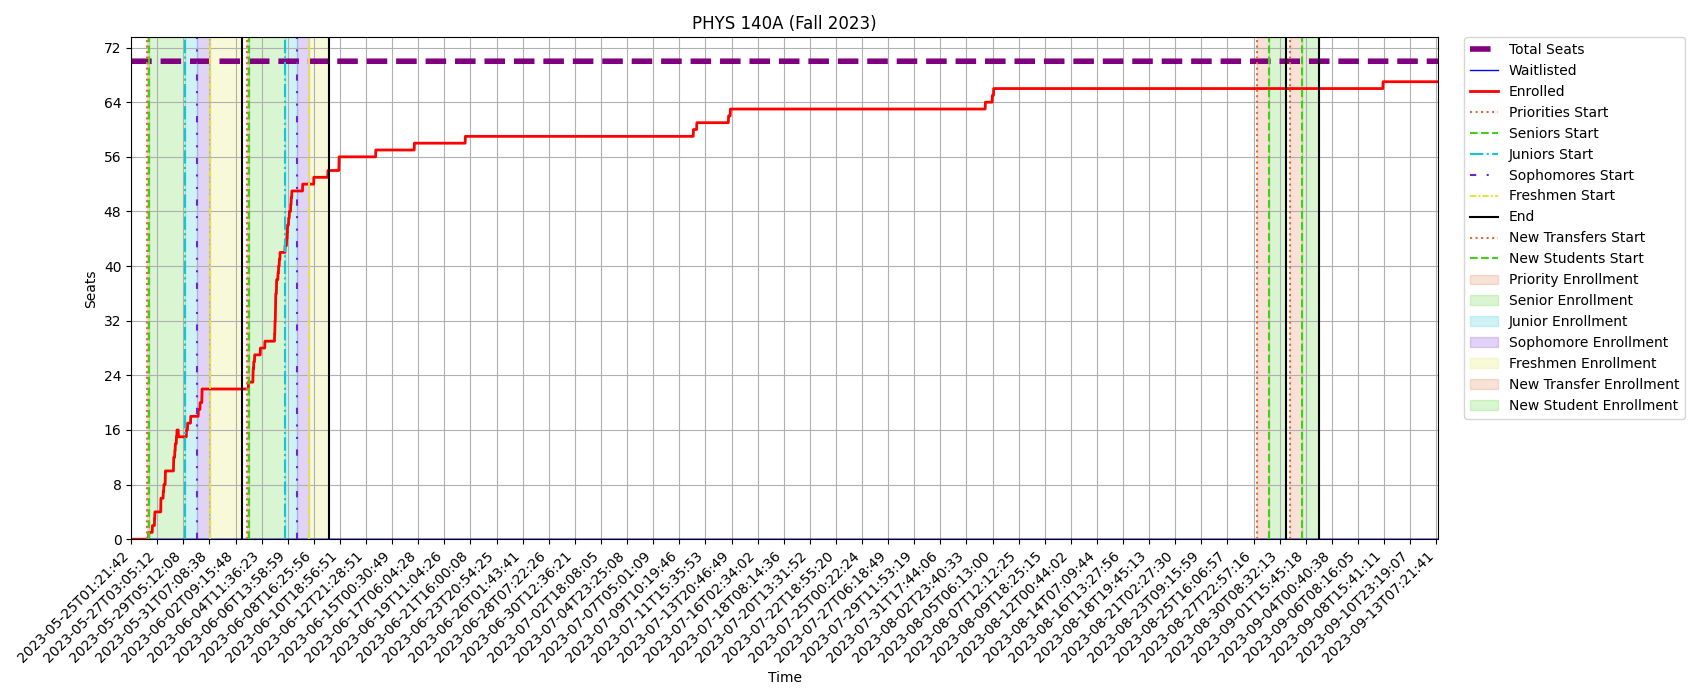 PHYS 140A (Fall 2023)
Seats
72
64
56
48
40
32
24
16
8
0
2023-05-25T01:21:42
2023-05-27T03:05:12
2023-05-29T05:12:08
2023-05-31T07:08:38
2023-06-02T09:15:48
2023-06-04T11:36:23
2023-06-06T13:58:59
2023-06-08T16:25:56
2023-06-10T18:56:51
2023-06-12T21:28:51
2023-06-15T00:30:49
2023-06-17T06:04:28
2023-06-19T11:04:26
2023-06-21T16:00:08
2023-06-23T20:54:25
2023-06-26T01:43:41
2023-06-28T07:22:26
2023-06-30T12:36:21
2023-07-02T18:08:05
2023-07-04T23:25:08
2023-07-07T05:01:09
2023-07-09T10:19:46
2023-07-11T15:35:53
2023-07-13T20:46:49
2023-07-16T02:34:02
2023-07-18T08:14:36
2023-07-20T13:31:52
2023-07-22T18:55:20
2023-07-25T00:22:24
2023-07-27T06:18:49
2023-07-29T11:53:19
2023-07-31T17:44:06
2023-08-02T23:40:33
2023-08-05T06:13:00
2023-08-07T12:12:25
2023-08-09T18:25:15
2023-08-12T00:44:02
2023-08-14T07:09:44
2023-08-16T13:27:56
2023-08-18T19:45:13
2023-08-21T02:27:30
2023-08-23T09:15:59
2023-08-25T16:06:57
2023-08-27T22:57:16
2023-08-30T08:32:13
2023-09-01T15:45:18
2023-09-04T00:40:38
2023-09-06T08:16:05
2023-09-08T15:41:11
2023-09-10T23:19:07
2023-09-13T07:21:41
Time
Total Seats
Waitlisted
Enrolled
Priorities Start
Seniors Start
Juniors Start
Sophomores Start
Freshmen Start
End
New Transfers Start
New Students Start
Priority Enrollment
Senior Enrollment
Junior Enrollment
Sophomore Enrollment
Freshmen Enrollment
New Transfer Enrollment
New Student Enrollment